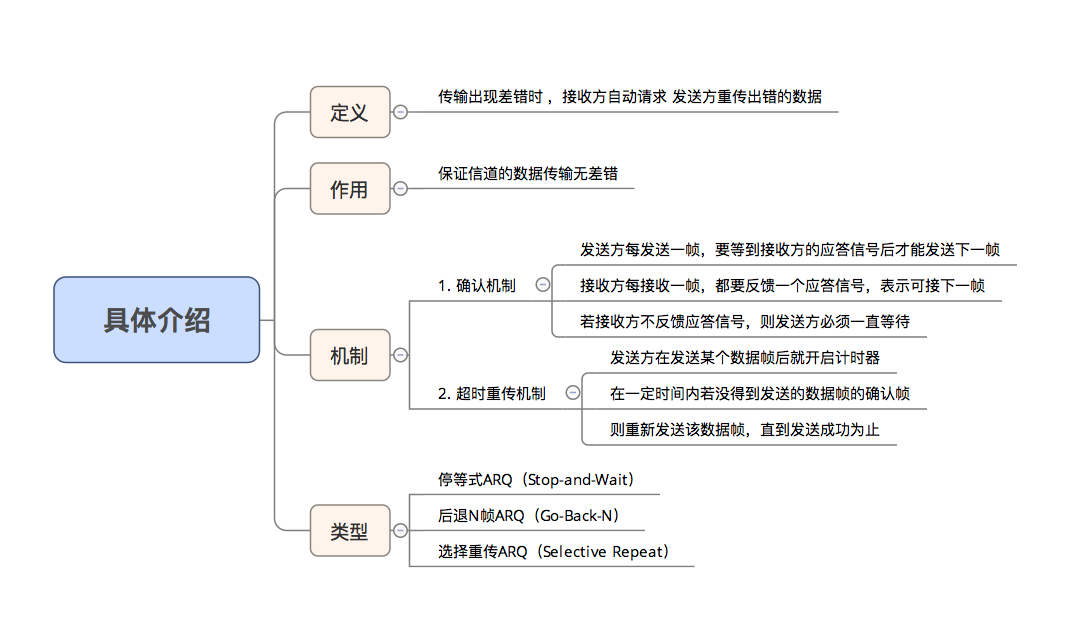 具体介绍
定义
传输出现差错时 ，接收方自动请求 发送方重传出错的数据
作用
保证信道的数据传输无差错
机制
1. 确认机制
发送方每发送一帧，要等到接收方的应答信号后才能发送下一帧
接收方每接收一帧，都要反馈一个应答信号，表示可接下一帧
若接收方不反馈应答信号，则发送方必须一直等待
2. 超时重传机制
发送方在发送某个数据帧后就开启计时器
在一定时间内若没得到发送的数据帧的确认帧
则重新发送该数据帧，直到发送成功为止
类型
停等式ARQ（Stop-and-Wait）
后退N帧ARQ（Go-Back-N）
选择重传ARQ（Selective Repeat）